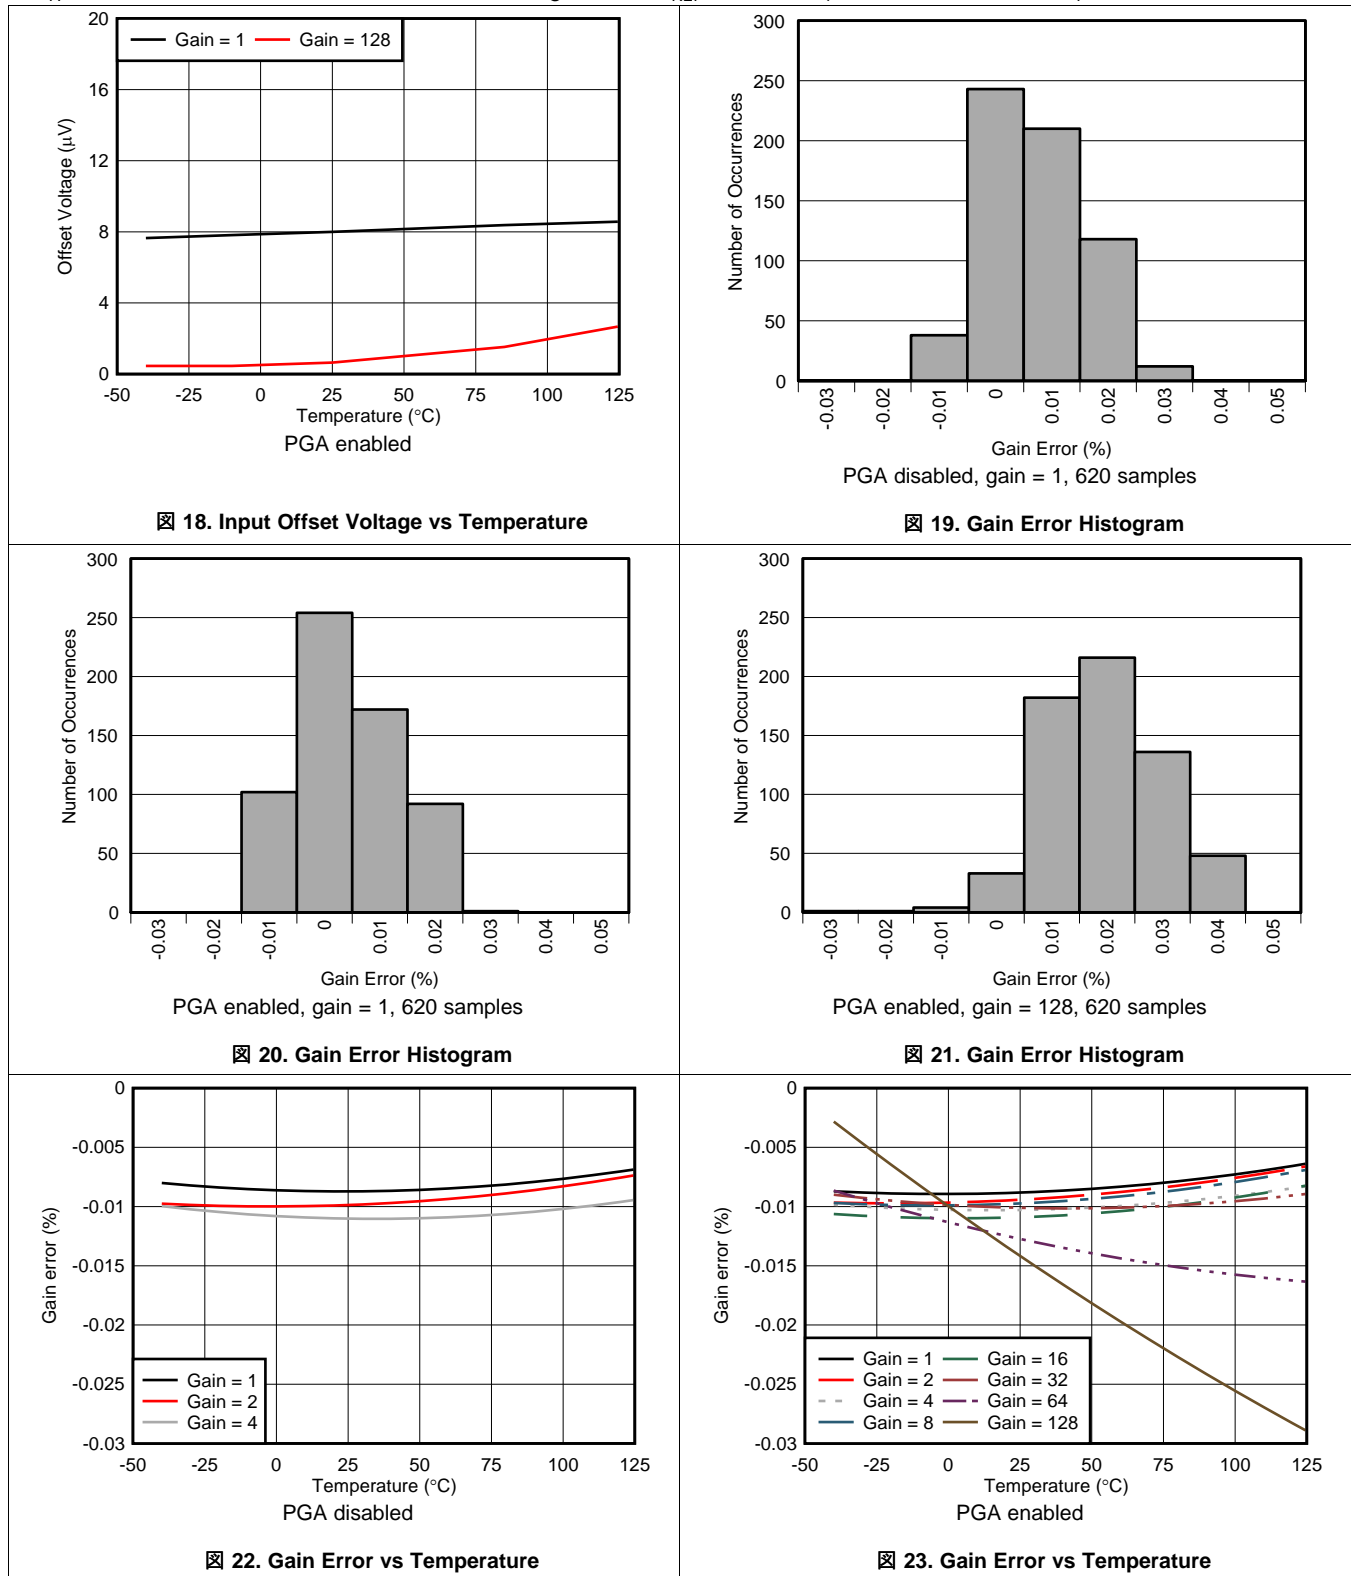 20
16
12
8
4
0
Offset Voltage (μV)
Gain = 1 Gain = 128
-50 -25 0 25 50 75 100 125
Temperature (°C)
PGA enabled
図 18. Input Offset Voltage vs Temperature
300
250
200
150
100
50
0
Number of Occurrences
-0.03 -0.02 -0.01 0 0.01 0.02 0.03 0.04 0.05
Gain Error (%)
PGA disabled, gain = 1, 620 samples
図 19. Gain Error Histogram
300
250
200
150
100
50
0
Number of Occurrences
-0.03 -0.02 -0.01 0 0.01 0.02 0.03 0.04 0.05
Gain Error (%)
PGA enabled, gain = 1, 620 samples
図 20. Gain Error Histogram
300
250
200
150
100
50
0
Number of Occurrences
-0.03 -0.02 -0.01 0 0.01 0.02 0.03 0.04 0.05
Gain Error (%)
PGA enabled, gain = 128, 620 samples
図 21. Gain Error Histogram
0
-0.005
-0.01
-0.015
-0.02
-0.025
-0.03
Gain error (%)
Gain = 1
Gain = 2
Gain = 4
-50 -25 0 25 50 75 100 125
Temperature (°C)
PGA disabled
図 22. Gain Error vs Temperature
0
-0.005
-0.01
-0.015
-0.02
-0.025
-0.03
Gain error (%)
Gain = 1 Gain = 16
Gain = 2 Gain = 32
Gain = 4 Gain = 64
Gain = 8 Gain = 128
-50 -25 0 25 50 75 100 125
Temperature (°C)
PGA enabled
図 23. Gain Error vs Temperature